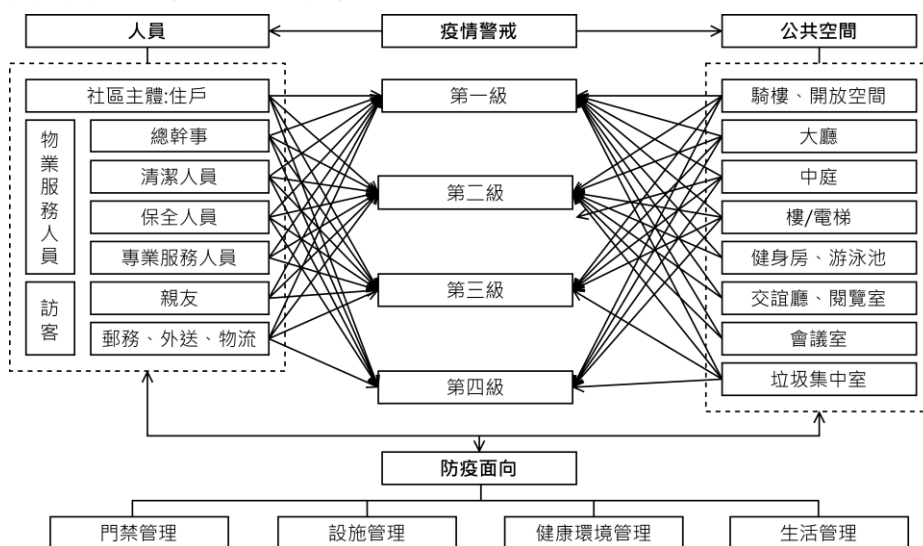 人員
疫情警戒
公共空間
社區主體:住戶
物業服務人員
總幹事
清潔人員
保全人員
專業服務人員
訪客
親友
郵務、外送、物流
第一級
第二級
第三級
第四級
騎樓、開放空間
大廳
中庭
樓/電梯
健身房、游泳池
交誼廳、閱覽室
會議室
垃圾集中室
防疫面向
門禁管理
設施管理
健康環境管理
生活管理